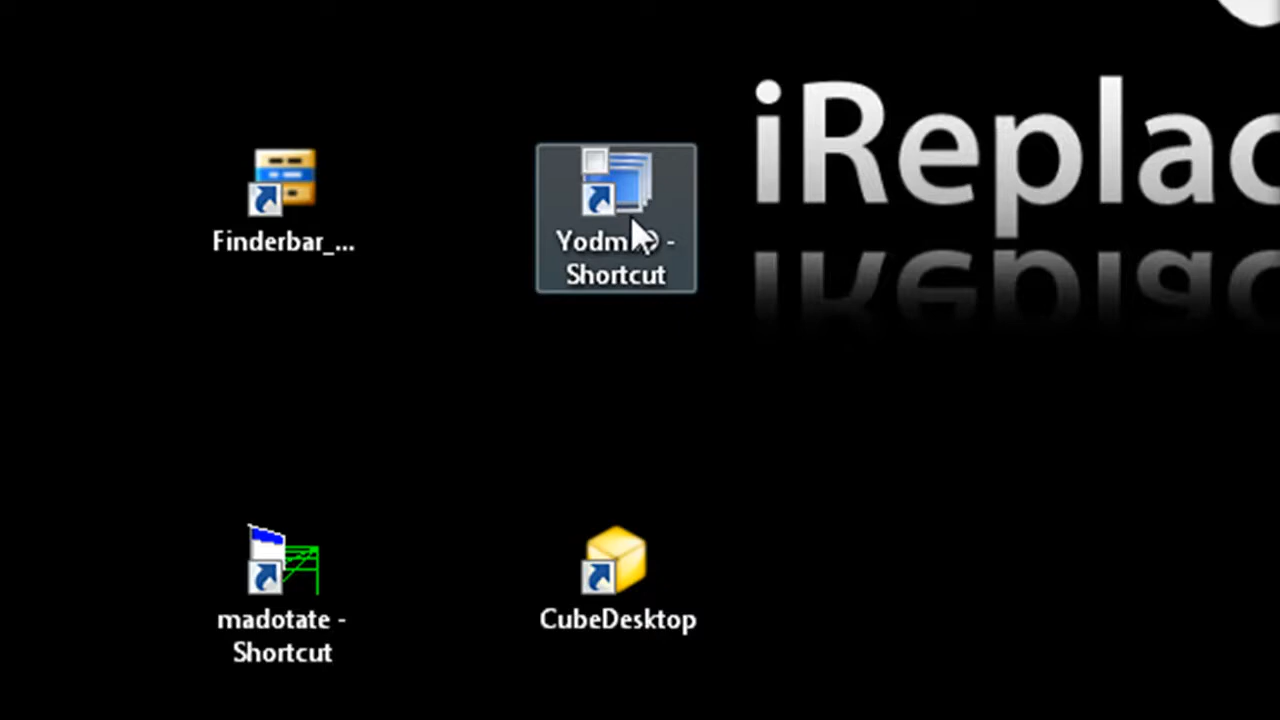 iReplac
Finderbar_...
Shortcut
madotate -
Shortcut
CubeDesktop